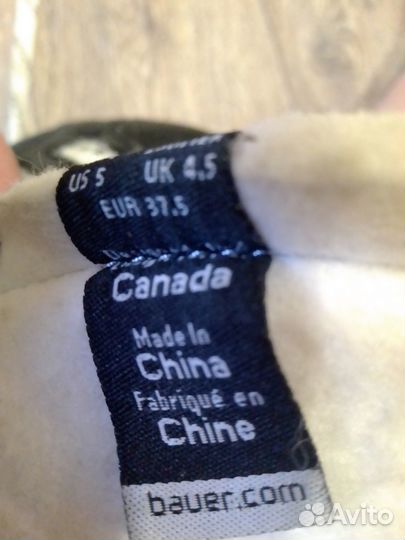 US 5 UK 4.5
EUR 37.5
Canada
Made In
China
Fabriqué en
Chine
bauer.com
Avito